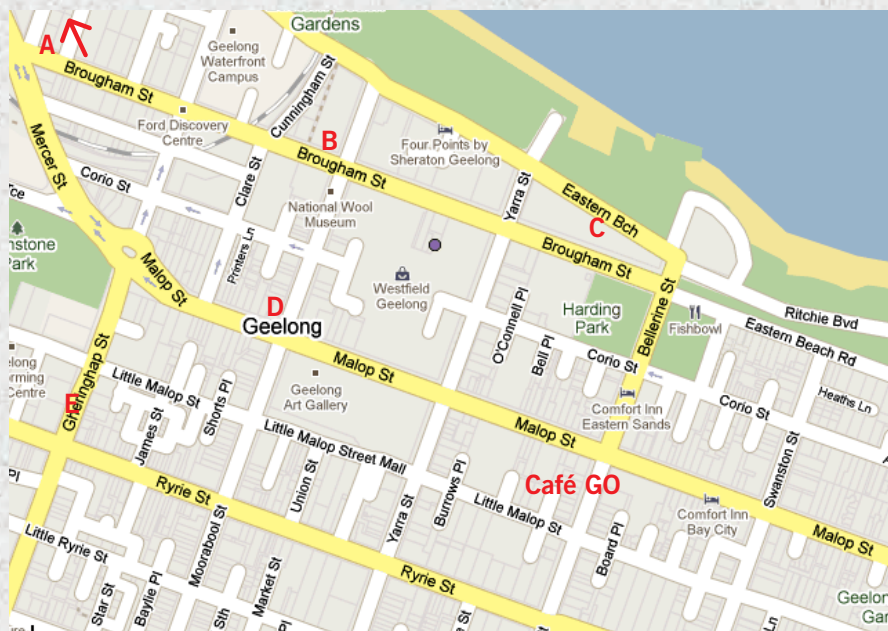 Gardens
A
Geelong
Waterfront
Campus
Brougham St
Cunningham St
Ford Discovery
Centre
B
Four Points by
Sheraton Geelong
Mercer St
Corio St
Clare St
Brougham St
Yarra St
Eastern Bch
National Wool
Museum
C
Printers Ln
Brougham St
Malop St
Westfield
Geelong
D
Geelong
O'Connell Pl
Harding
Park
Bellerine St
Fishbowl
Ritchie Bvd
Eastern Beach Rd
Bell Pl
Corio St
Malop St
Geelong
Art Gallery
Little Malop St
Shorts Pl
E
Gheringhap St
James St
Comfort Inn
Eastern Sands
Corio St
Heaths Ln
Malop St
Little Malop Street Mall
Swanston St
Union St
Burrows Pl
Café GO
Ryrie St
Yarra St
Little Malop St
Comfort Inn
Bay City
Malop St
Board Pl
Little Ryrie St
Moorabool St
Market St
Ryrie St
Star St
Baylie Pl